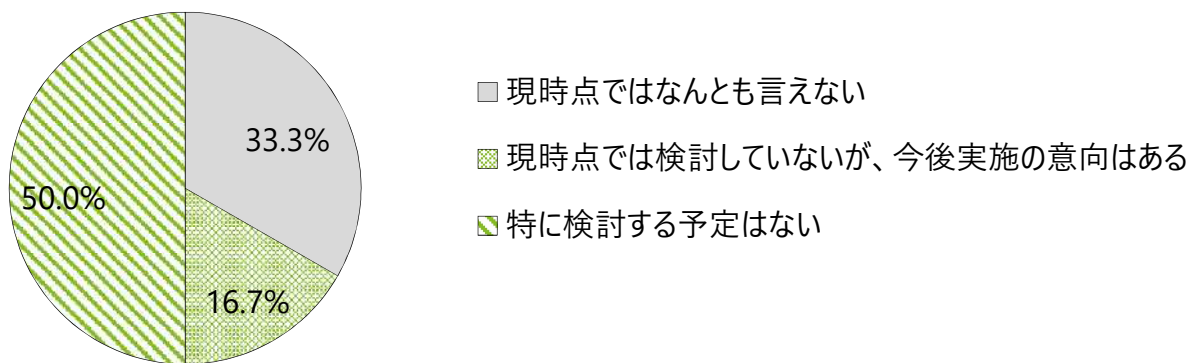 現時点ではなんとも言えない
33.3%
現時点では検討していないが、今後実施の意向はある
50.0%
特に検討する予定はない
16.7%